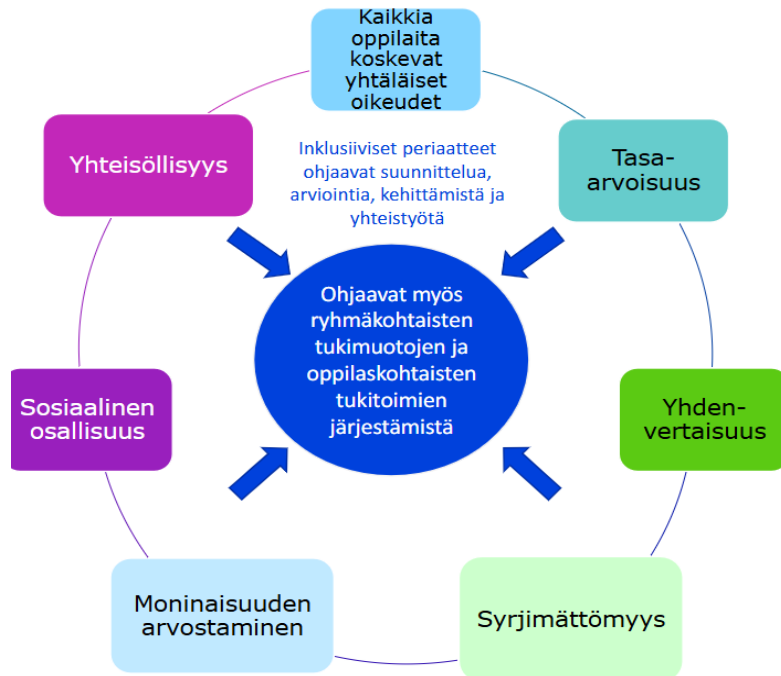 Kaikkia
oppilaita
koskevat
yhtäläiset
oikeudet
Yhteisöllisyys
Inklusiiviset periaatteet
ohjaavat suunnittelua,
arviointia, kehittämistä ja
yhteistyötä
Tasa-
arvoisuus
Ohjaavat myös
ryhmäkohtaisten
tukimuotojen ja
oppilaskohtaisten
tukitoimien
järjestämistä
Sosiaalinen
osallisuus
Yhden-
vertaisuus
Moninaisuuden
arvostaminen
Syrjimättömyys